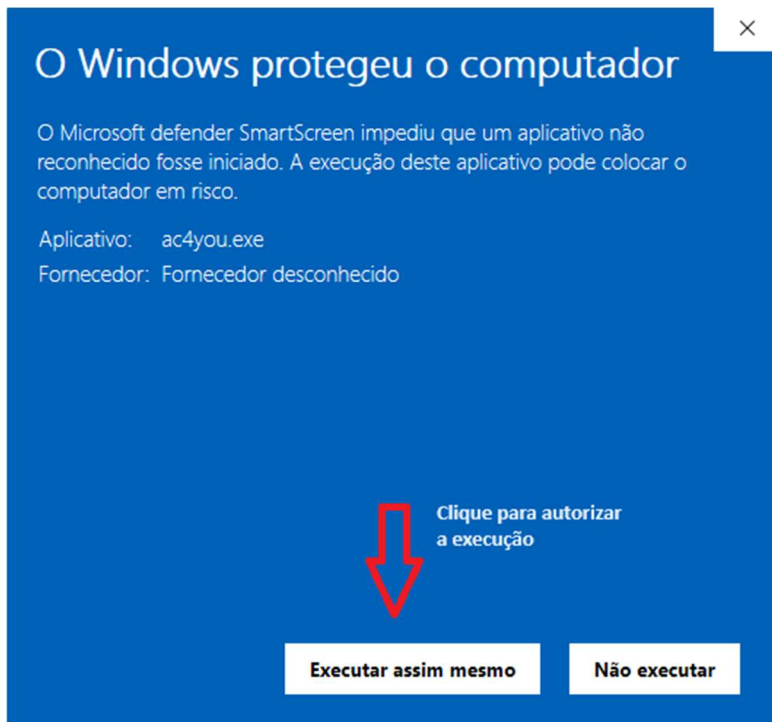 O Windows protegeu o computador
O Microsoft defender SmartScreen impediu que um aplicativo não
reconhecido fosse iniciado. A execução deste aplicativo pode colocar o
computador em risco.
Aplicativo: ac4you.exe
Fornecedor: Fornecedor desconhecido
Clique para autorizar
a execução
Executar assim mesmo
Não executar